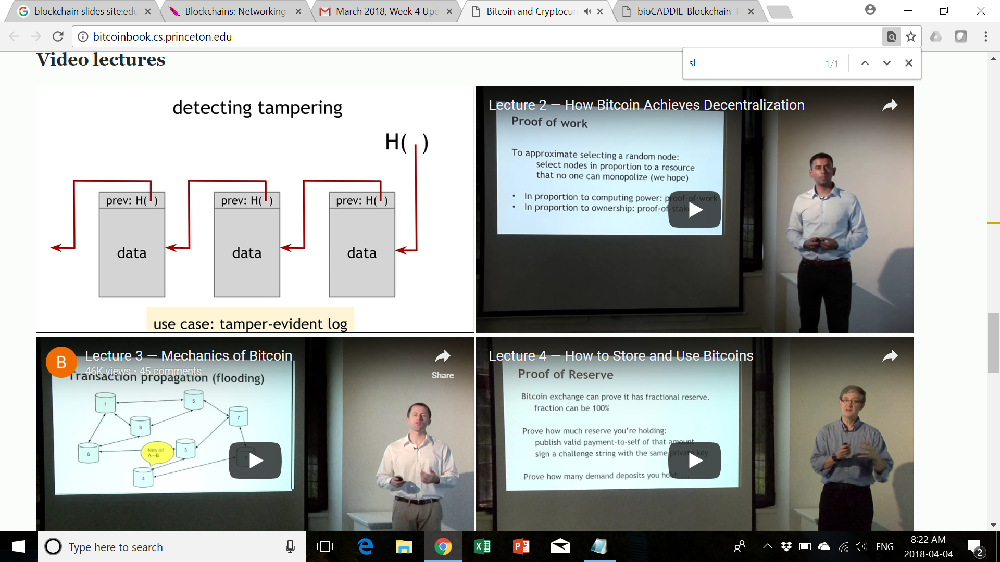 blockchain slides site:edu
Blockchains: Networking
March 2018, Week 4 Upd
Bitcoin and Cryptocur
bioCADDIE_Blockchain_T
bitcoinbook.cs.princeton.edu
sl
1/1
Video lectures
detecting tampering
H( )
prev: H( )
prev: H( )
prev: H( )
data
data
data
use case: tamper-evident log
Lecture 2 — How Bitcoin Achieves Decentralization
Proof of work
To approximate selecting a random node:
select nodes in proportion to a resource
that no one can monopolize (we hope)
• In proportion to computing power: proof-of-work
• In proportion to ownership: proof-of-stake
B
Lecture 3 — Mechanics of Bitcoin
46K views • 45 comments
Share
Transaction propagation (flooding)
1
5
7
8
3
6
New tx!
A→B
2
4
Lecture 4 — How to Store and Use Bitcoins
Proof of Reserve
Bitcoin exchange can prove it has fractional reserve.
fraction can be 100%
Prove how much reserve you're holding:
publish valid payment-to-self of that amount
sign a challenge string with the same private key
Prove how many demand deposits you hold: ...
Type here to search
ENG
8:22 AM
2018-04-04
2